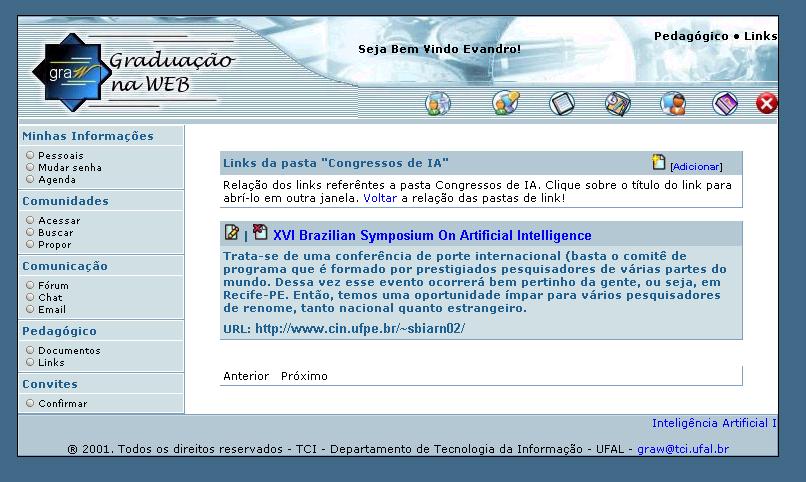 graW Graduação
na WEB
Seja Bem Vindo Evandro!
Pedagógico • Links
Minhas Informações
Pessoais
Mudar senha
Agenda
Comunidades
Acessar
Buscar
Propor
Comunicação
Fórum
Chat
Email
Pedagógico
Documentos
Links
Convites
Confirmar
Links da pasta "Congressos de IA"
[Adicionar]
Relação dos links referêntes a pasta Congressos de IA. Clique sobre o título do link para
abrí-lo em outra janela. Voltar a relação das pastas de link!
| XVI Brazilian Symposium On Artificial Intelligence
Trata-se de uma conferência de porte internacional (basta o comitê de
programa que é formado por prestigiados pesquisadores de várias partes do
mundo. Dessa vez esse evento ocorrerá bem pertinho da gente, ou seja, em
Recife-PE. Então, temos uma oportunidade ímpar para vários pesquisadores
de renome, tanto nacional quanto estrangeiro.
URL: http://www.cin.ufpe.br/~sbiarn02/
Anterior Próximo
Inteligência Artificial I
® 2001. Todos os direitos reservados - TCI - Departamento de Tecnologia da Informação - UFAL - graw@tci.ufal.br